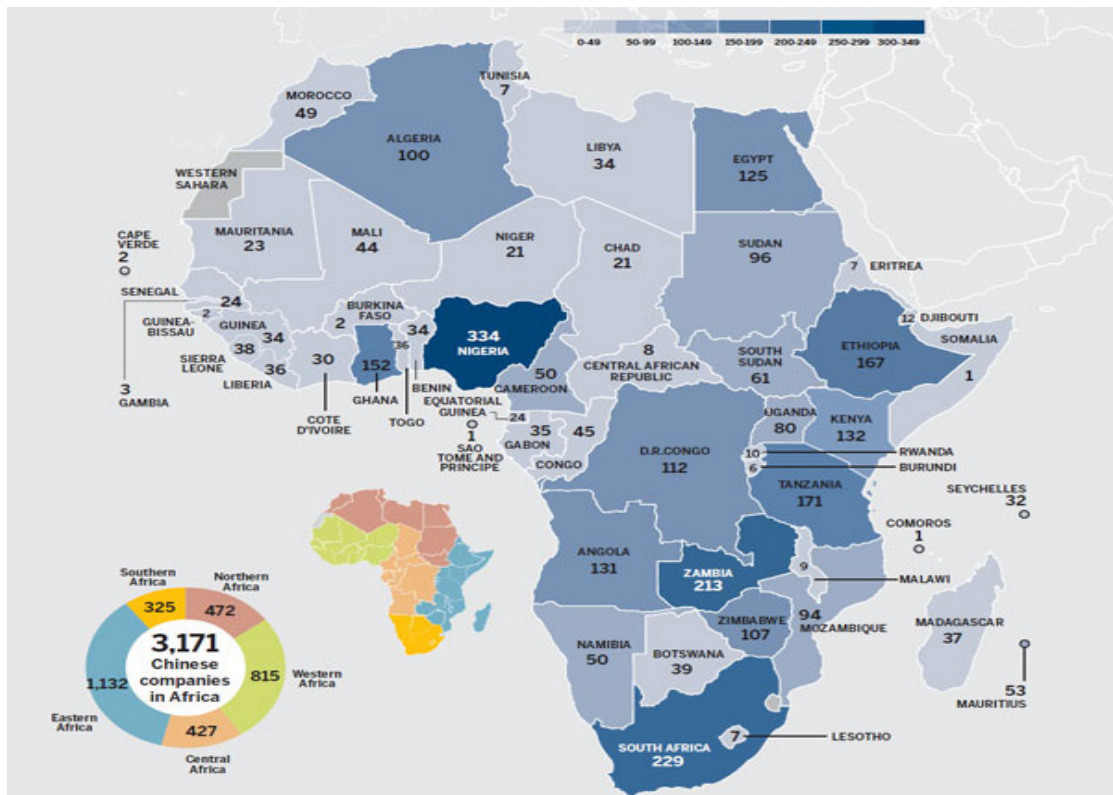 0-49 50-99 100-149 150-199 200-249 250-299 300-349
TUNISIA
7
MOROCCO
49
ALGERIA
100
LIBYA
34
EGYPT
125
WESTERN
SAHARA
MAURITANIA
23
MALI
44
NIGER
21
CHAD
21
SUDAN
96
7 ERITREA
CAPE
VERDE
2
SENEGAL
24
2
GUINEA-
BISSAU
GUINEA
34
38
SIERRA
LEONE
36
LIBERIA
3
GAMBIA
30
COTE
D'IVOIRE
BURKINA
FASO
2
152
GHANA
36
TOGO
34
BENIN
334
NIGERIA
50
CAMEROON
8
CENTRAL AFRICAN
REPUBLIC
SOUTH
SUDAN
61
ETHIOPIA
167
12 DJIBOUTI
SOMALIA
1
EQUATORIAL
GUINEA
24
1
SAO
TOME AND
PRINCIPE
35
GABON
45
CONGO
D.R.CONGO
112
UGANDA
80
KENYA
132
10 RWANDA
6 BURUNDI
TANZANIA
171
SEYCHELLES
32
COMOROS
1
ANGOLA
131
ZAMBIA
213
9
MALAWI
94
MOZAMBIQUE
ZIMBABWE
107
NAMIBIA
50
BOTSWANA
39
MADAGASCAR
37
53
MAURITIUS
SOUTH AFRICA
229
7 LESOTHO
Southern
Africa
325
Northern
Africa
472
3,171
Chinese
companies
in Africa
1,132
Eastern
Africa
815
Western
Africa
427
Central
Africa